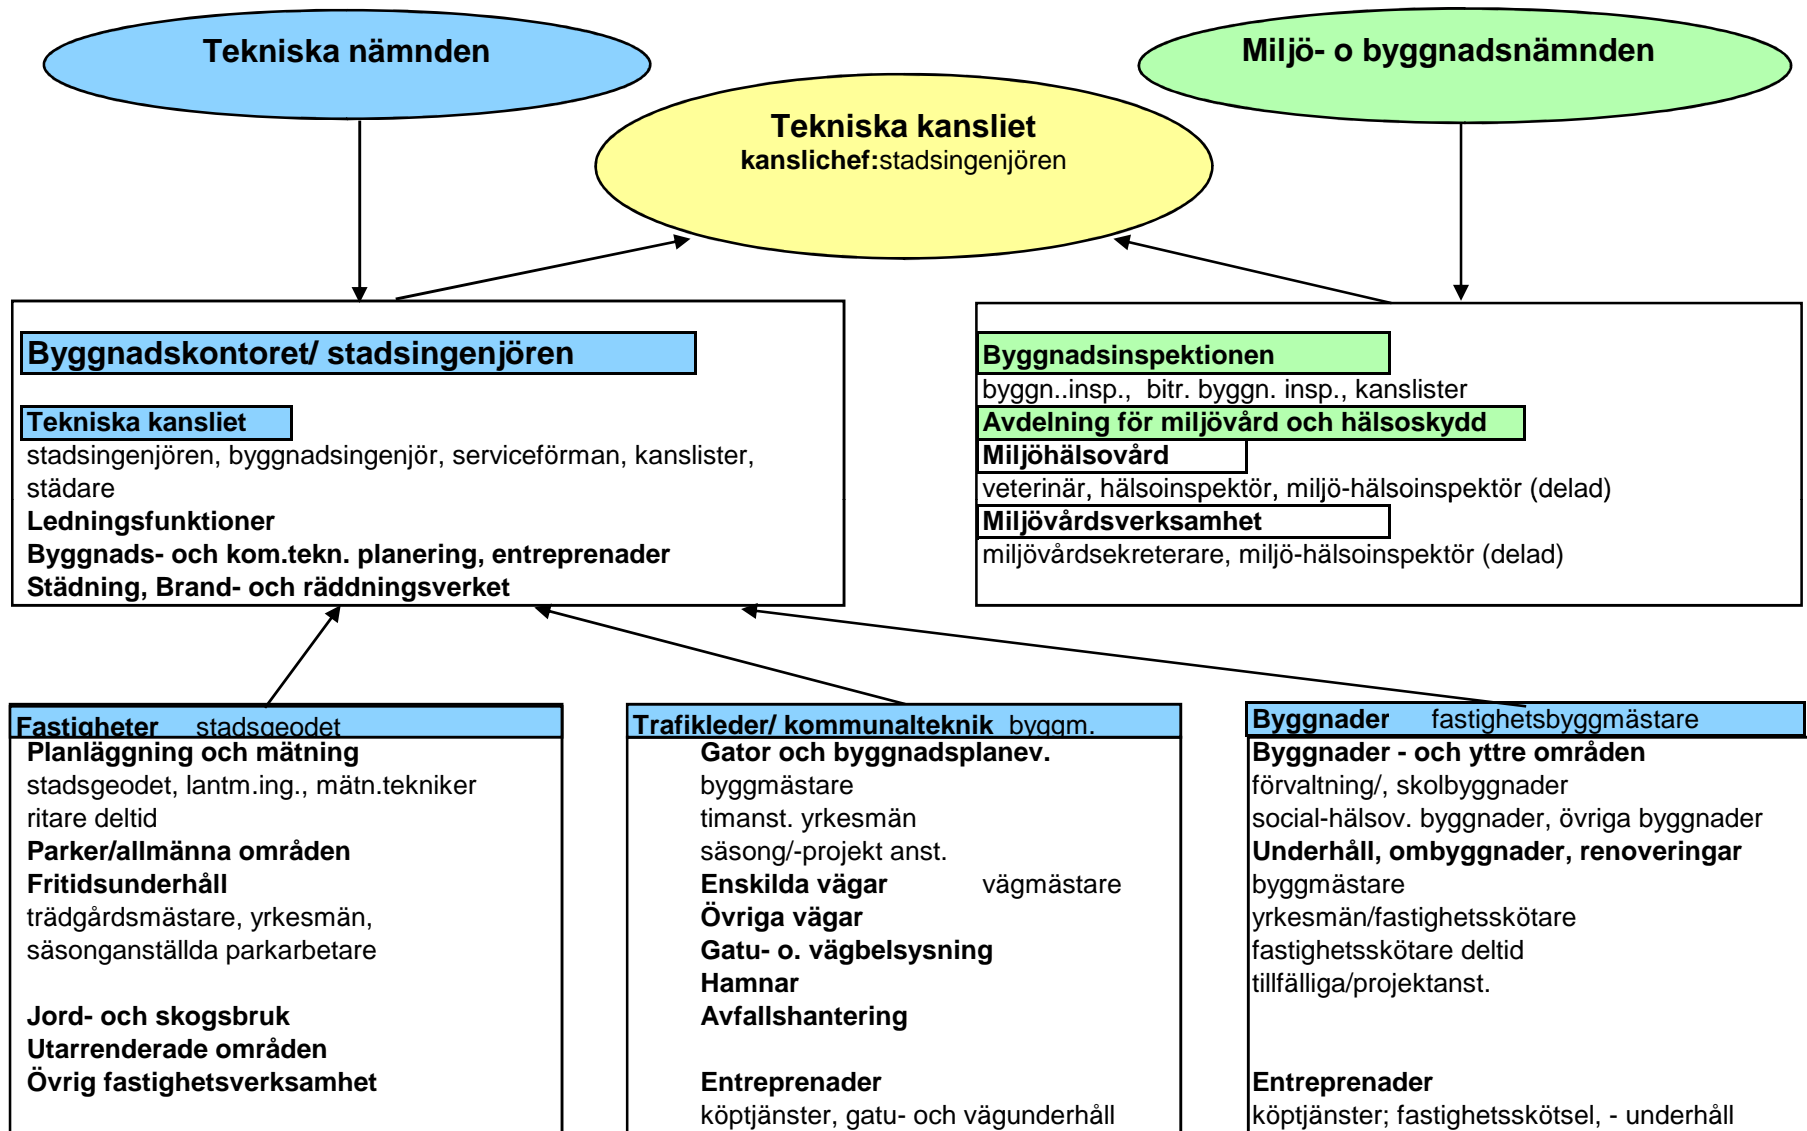 Tekniska nämnden
Miljö- o byggnadsnämnden
Tekniska kansliet
kanslichef:stadsingenjören
Byggnadskontoret/ stadsingenjören
Tekniska kansliet
stadsingenjören, byggnadsingenjör, serviceförman, kanslister,
städare
Ledningsfunktioner
Byggnads- och kom.tekn. planering, entreprenader
Städning, Brand- och räddningsverket
Byggnadsinspektionen
byggn..insp., bitr. byggn. insp., kanslister
Avdelning för miljövård och hälsoskydd
Miljöhälsovård
veterinär, hälsoinspektör, miljö-hälsoinspektör (delad)
Miljövårdsverksamhet
miljövårdsekreterare, miljö-hälsoinspektör (delad)
Fastigheter stadsgeodet
Planläggning och mätning
stadsgeodet, lantm.ing., mätn.tekniker
ritare deltid
Parker/allmänna områden
Fritidsunderhåll
trädgårdsmästare, yrkesmän,
säsonganställda parkarbetare
Jord- och skogsbruk
Utarrenderade områden
Övrig fastighetsverksamhet
Trafikleder/ kommunalteknik byggm.
Gator och byggnadsplanev.
byggmästare
timanst. yrkesmän
säsong/-projekt anst.
Enskilda vägar vägmästare
Övriga vägar
Gatu- o. vägbelsysning
Hamnar
Avfallshantering
Entreprenader
köptjänster, gatu- och vägunderhåll
Byggnader fastighetsbyggmästare
Byggnader - och yttre områden
förvaltning/, skolbyggnader
social-hälsov. byggnader, övriga byggnader
Underhåll, ombyggnader, renoveringar
byggmästare
yrkesmän/fastighetsskötare
fastighetsskötare deltid
tillfälliga/projektanst.
Entreprenader
köptjänster; fastighetsskötsel, - underhåll